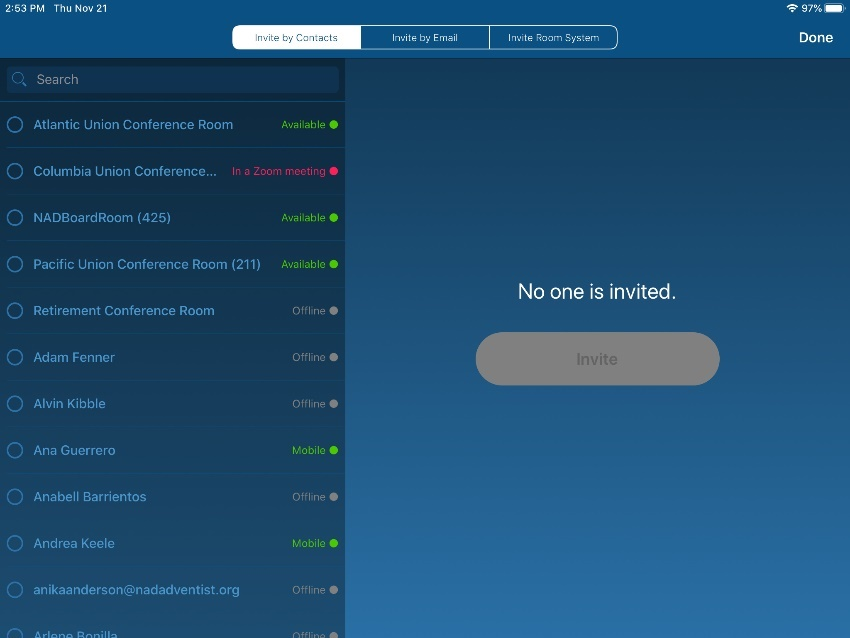 2:53 PM Thu Nov 21 97%
Invite by Contacts Invite by Email Invite Room System Done
Search
Atlantic Union Conference Room Available
Columbia Union Conference... In a Zoom meeting
NADBoardRoom (425) Available
Pacific Union Conference Room (211) Available
No one is invited.
Retirement Conference Room Offline
Adam Fenner Offline
Invite
Alvin Kibble Offline
Ana Guerrero Mobile
Anabell Barrientos Offline
Andrea Keele Mobile
anikaanderson@nadadventist.org Offline
Arlene Bonilla Offline